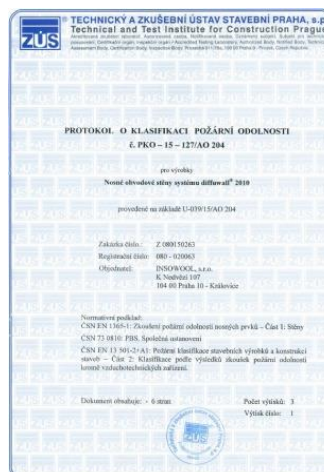 TECHNICKÝ A ZKUŠEBNÍ ÚSTAV STAVEBNÍ PRAHA, s.p
Technical and Test Institute for Construction Prague
TZÚS
PROTOKOL O KLASIFIKACI POŽÁRNÍ ODOLNOSTI
č. PKO – 15 – 127/AO 204
pro výrobky
Nosné obvodové stěny systému diffuwall® 2010
provedené na základě U-039/15/AO 204
Zakázka číslo: Z 080150263
Registrační číslo: 080 - 020063
Objednatel: INSOWOOL, s.r.o.
K Nedvězí 107
104 00 Praha 10 - Královice
Normativní podklad:
ČSN EN 1365-1: Zkoušení požární odolnosti nosných prvků – Část 1: Stěny
ČSN 73 0810: PBS. Společná ustanovení
ČSN EN 13 501-2+A1: Požární klasifikace stavebních výrobků a konstrukcí
staveb – Část 2: Klasifikace podle výsledků zkoušek požární odolnosti
kromě vzduchotechnických zařízení.
Dokument obsahuje: - 6 stran
Počet výtisků: 3
Výtisk číslo: 1